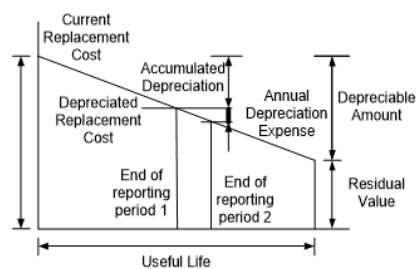 Current
Replacement
Cost
Accumulated
Depreciation
Depreciated
Replacement
Cost
Annual
Depreciation
Expense
Depreciable
Amount
End of
reporting
period 1
End of
reporting
period 2
Residual
Value
Useful Life